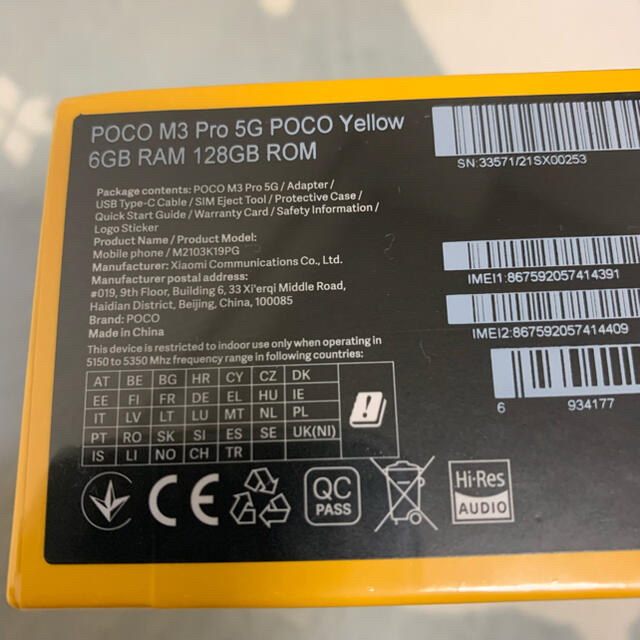 POCO M3 Pro 5G POCO Yellow
6GB RAM 128GB ROM
Package contents: POCO M3 Pro 5G / Adapter /
USB Type-C Cable / SIM Eject Tool / Protective Case /
Quick Start Guide / Warranty Card / Safety Information /
Logo Sticker
Product Name / Product Model:
Mobile phone / M2103K19PG
Manufacturer: Xiaomi Communications Co., Ltd.
Manufacturer postal address:
#019, 9th Floor, Building 6, 33 Xi'erqi Middle Road,
Haidian District, Beijing, China, 100085
Brand: POCO
Made in China
This device is restricted to indoor use only when operating in
5150 to 5350 Mhz frequency range in following countries:
AT BE BG HR CY CZ DK
EE FI FR DE EL HU IE
IT LV LT LU MT NL PL
PT RO SK SI ES SE UK(NI)
IS LI NO CH TR
CE
QC
PASS
Hi-Res
AUDIO
SN:33571/21SX00253
IMEI1:867592057414391
IMEI2:867592057414409
6 934177